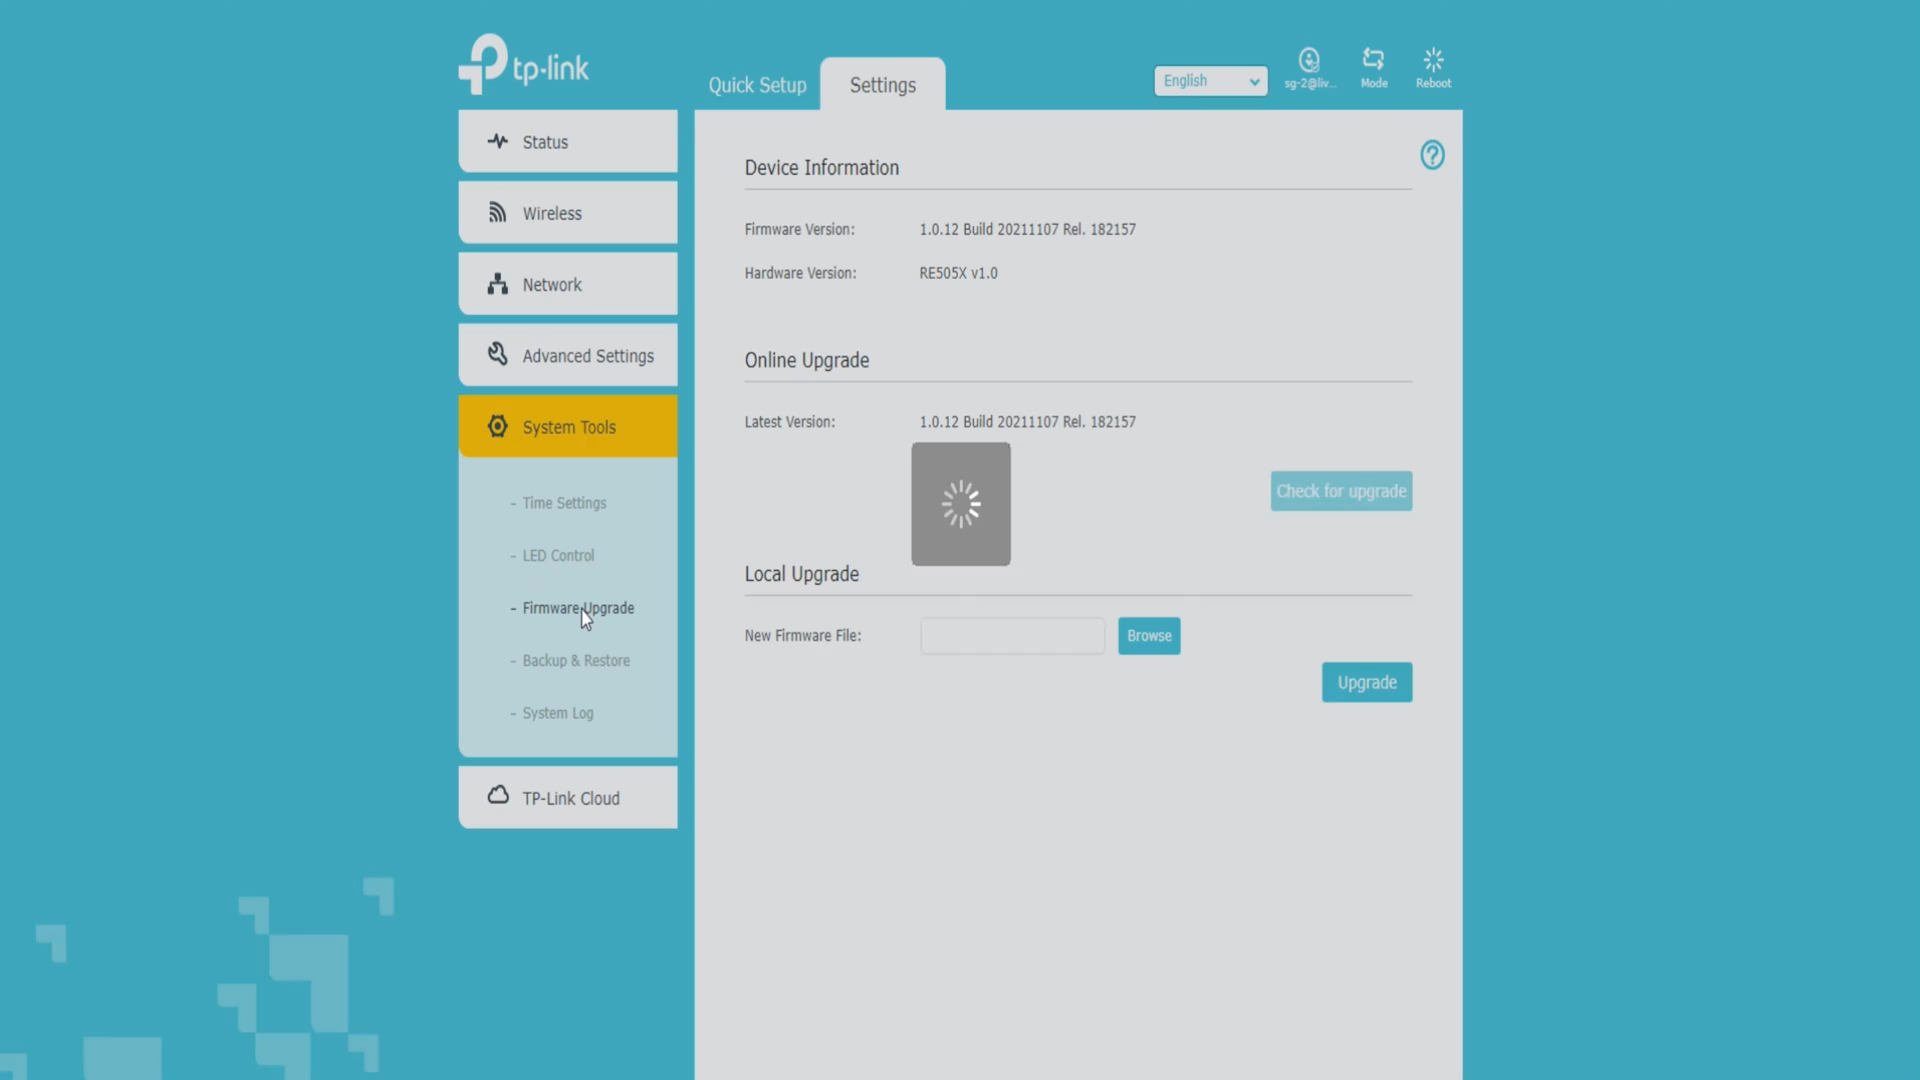 tp-link
Quick Setup
Settings
English
sg-2@liv...
Mode
Reboot
Status
Wireless
Network
Advanced Settings
System Tools
- Time Settings
- LED Control
- Firmware Upgrade
- Backup & Restore
- System Log
TP-Link Cloud
Device Information
Firmware Version: 1.0.12 Build 20211107 Rel. 182157
Hardware Version: RE505X v1.0
Online Upgrade
Latest Version: 1.0.12 Build 20211107 Rel. 182157
Check for upgrade
Local Upgrade
New Firmware File: Browse
Upgrade